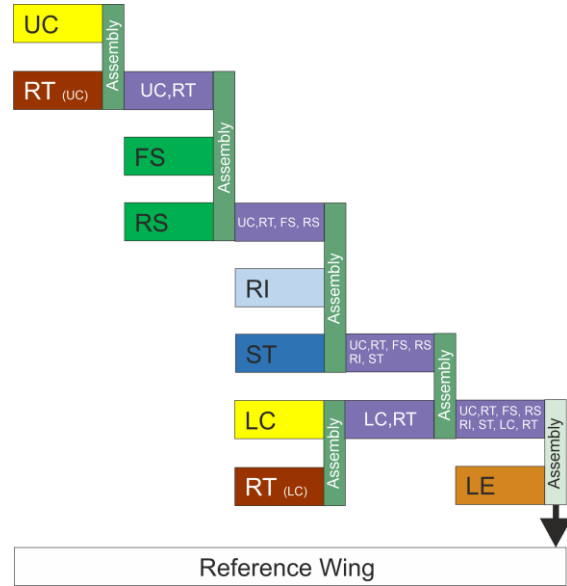 UC
Assembly
RT (UC)
UC,RT
Assembly
FS
RS
UC,RT, FS, RS
Assembly
RI
ST
UC,RT, FS, RS
RI, ST
Assembly
LC
Assembly
LC,RT
UC,RT, FS, RS
RI, ST, LC, RT
Assembly
RT (LC)
LE
Reference Wing